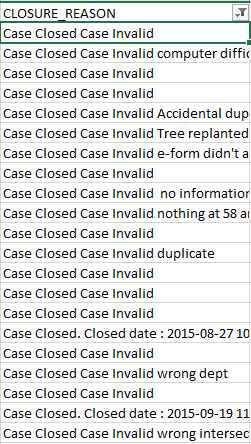 CLOSURE_REASON
Case Closed Case Invalid
Case Closed Case Invalid computer diffic
Case Closed Case Invalid
Case Closed Case Invalid
Case Closed Case Invalid Accidental dup
Case Closed Case Invalid Tree replanted
Case Closed Case Invalid e-form didn't a
Case Closed Case Invalid
Case Closed Case Invalid  no information
Case Closed Case Invalid nothing at 58 a
Case Closed Case Invalid
Case Closed Case Invalid duplicate
Case Closed Case Invalid
Case Closed Case Invalid
Case Closed Case Invalid
Case Closed. Closed date : 2015-08-27 10
Case Closed Case Invalid
Case Closed Case Invalid wrong dept
Case Closed Case Invalid
Case Closed. Closed date : 2015-09-19 11
Case Closed Case Invalid wrong intersec